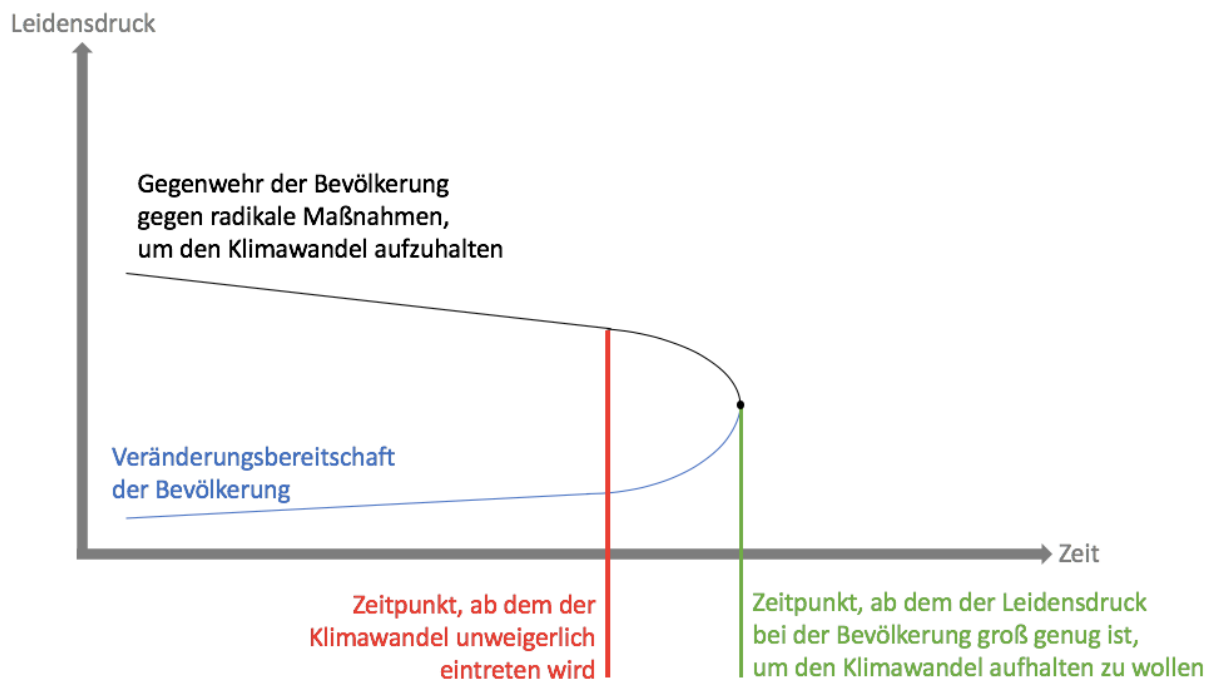 Leidensdruck
Gegenwehr der Bevölkerung
gegen radikale Maßnahmen,
um den Klimawandel aufzuhalten
Veränderungsbereitschaft
der Bevölkerung
Zeit
Zeitpunkt, ab dem der
Klimawandel unweigerlich
eintreten wird
Zeitpunkt, ab dem der Leidensdruck
bei der Bevölkerung groß genug ist,
um den Klimawandel aufhalten zu wollen